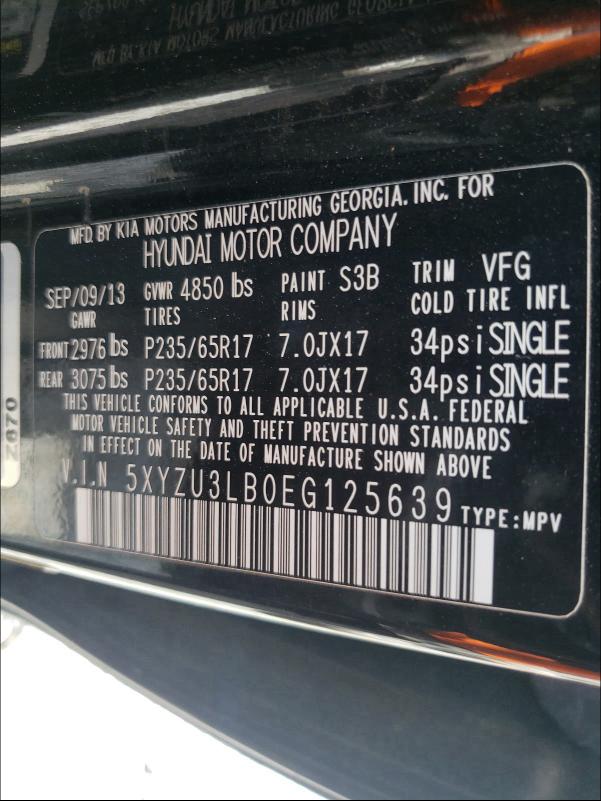 MFD. BY KIA MOTORS MANUFACTURING GEORGIA. INC. FOR
HYUNDAI MOTOR COMPANY
SEP/09/13 GVWR 4850 lbs PAINT S3B TRIM VFG
GAWR TIRES RIMS COLD TIRE INFL
FRONT 2976 lbs P235/65R17 7.0JX17 34psi SINGLE
REAR 3075 lbs P235/65R17 7.0JX17 34psi SINGLE
THIS VEHICLE CONFORMS TO ALL APPLICABLE U.S.A. FEDERAL
MOTOR VEHICLE SAFETY AND THEFT PREVENTION STANDARDS
IN EFFECT ON THE DATE OF MANUFACTURE SHOWN ABOVE
V.I.N 5XYZU3LB0EG125639 TYPE:MPV